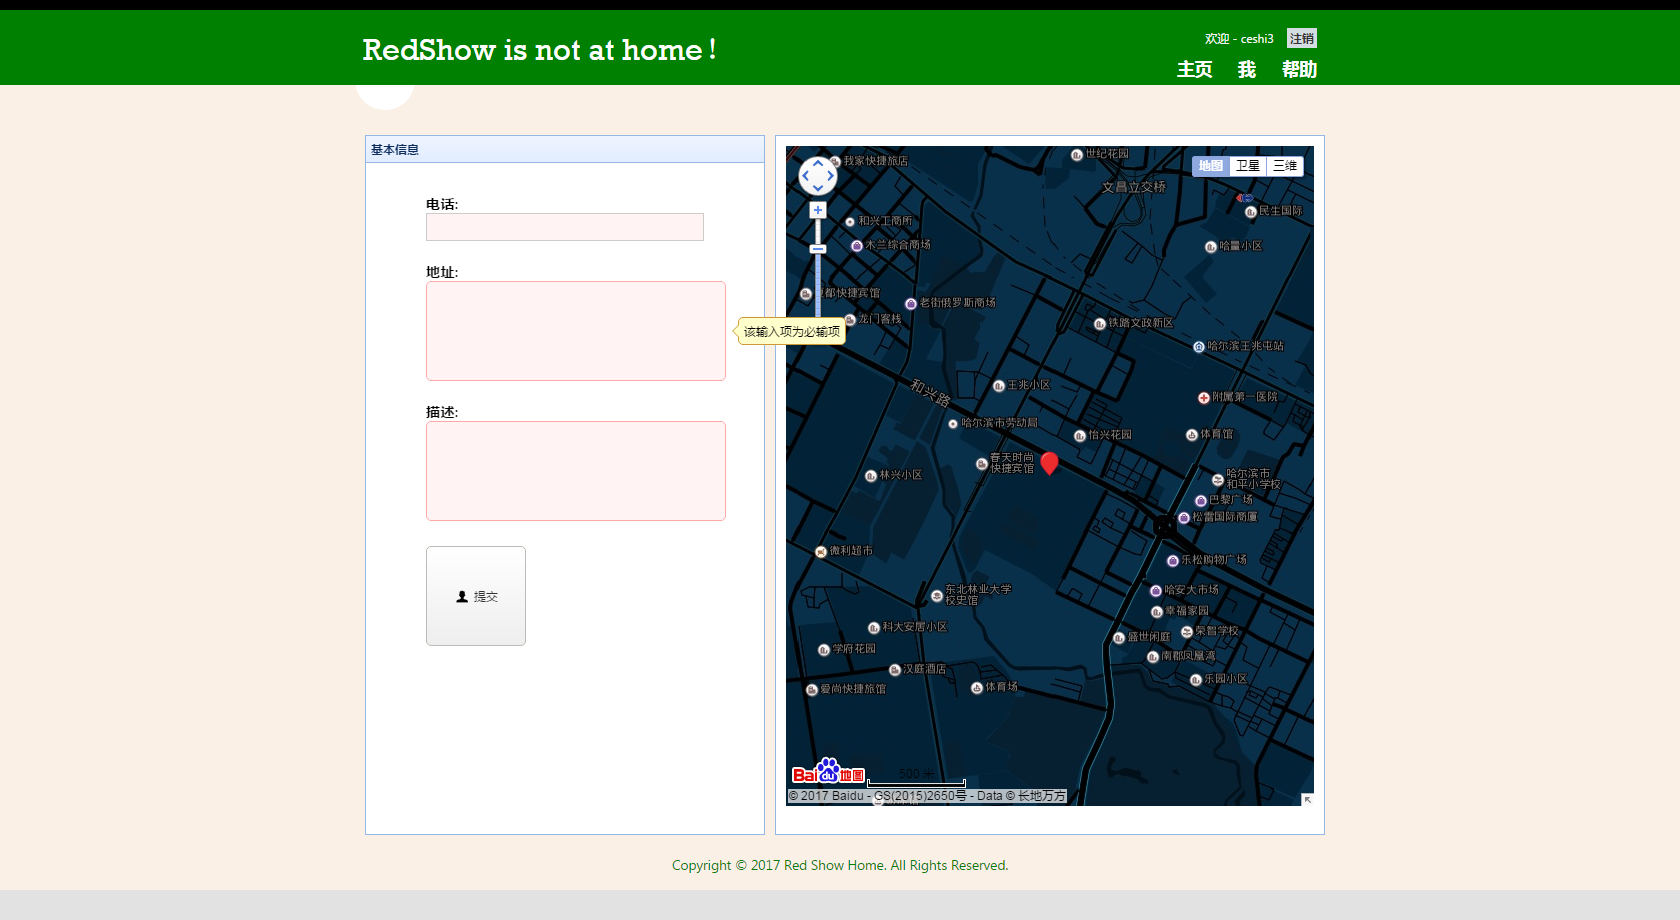 RedShow is not at home!
欢迎 - ceshi3 注销
主页 我 帮助
基本信息
电话:
地址:
该输入项为必输项
描述:
提交
地图 卫星 三维
我家快捷旅店
世纪花园
文昌立交桥
民生国际
和兴工商所
木兰综合商场
哈量小区
都快捷宾馆
老街俄罗斯商场
龙门客栈
铁路文政新区
哈尔滨王兆屯站
王兆小区
和兴路
附属第一医院
哈尔滨市劳动局
怡兴花园
体育馆
春天时尚
快捷宾馆
林兴小区
哈尔滨市
和平小学校
巴黎广场
松雷国际商厦
微利超市
乐松购物广场
东北林业大学
校史馆
哈安大市场
幸福家园
科大安居小区
盛世闲庭
荣智学校
学府花园
南郡凤凰湾
汉庭酒店
乐园小区
爱尚快捷旅馆
体育场
Bai du 地图
500 米
© 2017 Baidu - GS(2015)2650号 - Data © 长地万方
Copyright © 2017 Red Show Home. All Rights Reserved.